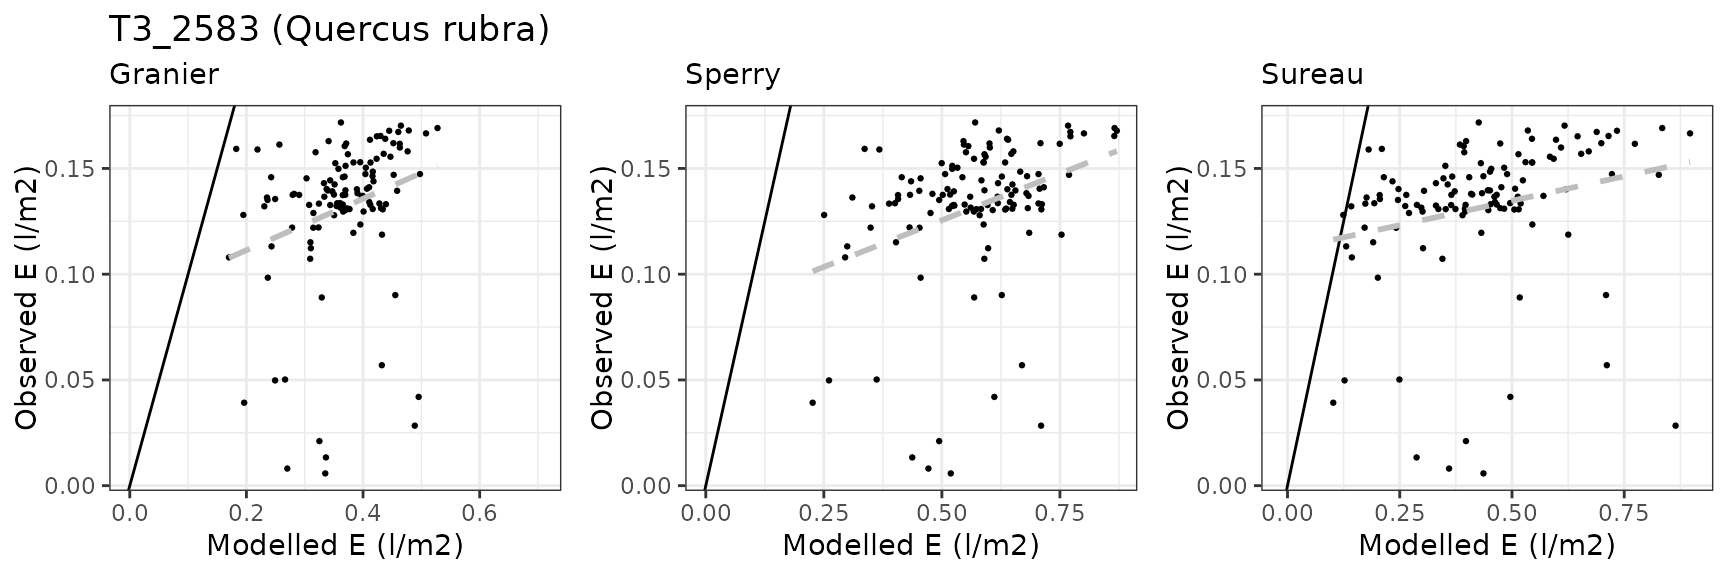 T3_2583 (Quercus rubra)
Granier
Observed E (l/m2)
0.15
0.10
0.05
0.00
0.0 0.2 0.4 0.6
Modelled E (l/m2)
Sperry
Observed E (l/m2)
0.15
0.10
0.05
0.00
0.00 0.25 0.50 0.75
Modelled E (l/m2)
Sureau
Observed E (l/m2)
0.15
0.10
0.05
0.00
0.00 0.25 0.50 0.75
Modelled E (l/m2)